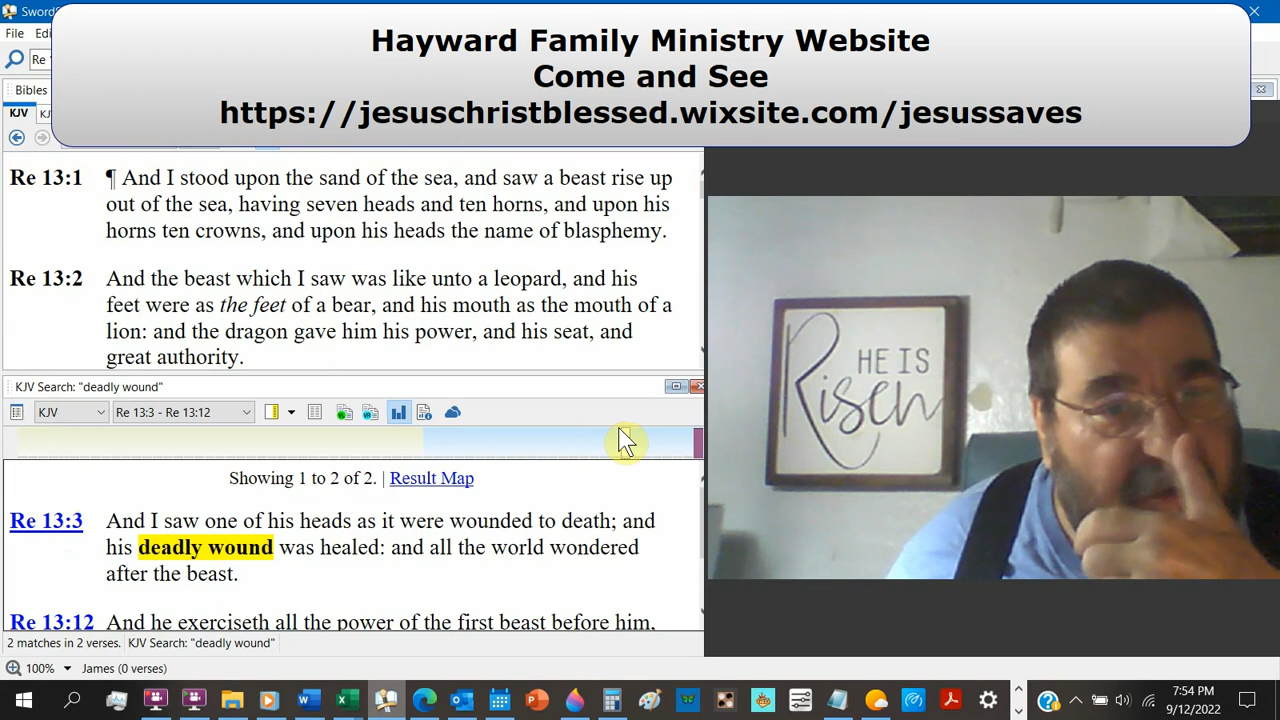 SwordS
Hayward Family Ministry Website
Come and See
https://jesuschristblessed.wixsite.com/jesussaves
File
Re
Bibles
KJV
Re 13:1 ¶ And I stood upon the sand of the sea, and saw a beast rise up
out of the sea, having seven heads and ten horns, and upon his
horns ten crowns, and upon his heads the name of blasphemy.
Re 13:2 And the beast which I saw was like unto a leopard, and his
feet were as the feet of a bear, and his mouth as the mouth of a
lion: and the dragon gave him his power, and his seat, and
great authority.
KJV Search: "deadly wound"
KJV Re 13:3 - Re 13:12
Showing 1 to 2 of 2. | Result Map
Re 13:3 And I saw one of his heads as it were wounded to death; and
his deadly wound was healed: and all the world wondered
after the beast.
Re 13:12 And he exerciseth all the power of the first beast before him,
2 matches in 2 verses. KJV Search: "deadly wound"
100% James (0 verses)
HE IS
Risen
7:54 PM
9/12/2022